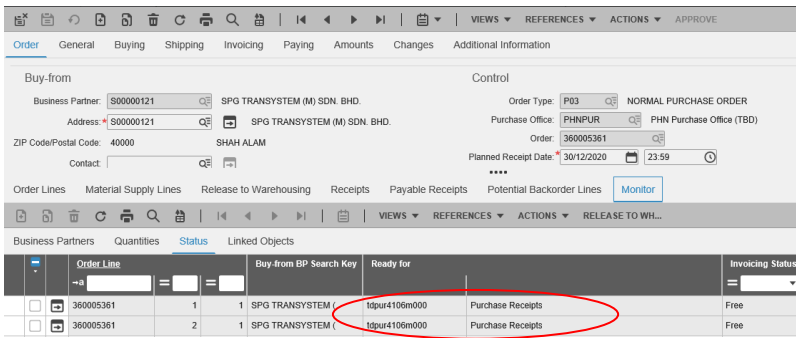 VIEWS REFERENCES ACTIONS APPROVE
Order General Buying Shipping Invoicing Paying Amounts Changes Additional Information
Buy-from Control
Business Partner: S00000121 SPG TRANSYSTEM (M) SDN. BHD. Order Type: P03 NORMAL PURCHASE ORDER
Address:* S00000121 SPG TRANSYSTEM (M) SDN. BHD. Purchase Office: PHNPUR PHN Purchase Office (TBD)
ZIP Code/Postal Code: 40000 SHAH ALAM Order: 360005361
Contact: Planned Receipt Date:* 30/12/2020 23:59
Order Lines Material Supply Lines Release to Warehousing Receipts Payable Receipts Potential Backorder Lines Monitor
VIEWS REFERENCES ACTIONS RELEASE TO WH...
Business Partners Quantities Status Linked Objects
Order Line Buy-from BP Search Key Ready for Invoicing Status
→a = = =
360005361 1 1 SPG TRANSYSTEM ( tdpur4106m000 Purchase Receipts Free
360005361 2 1 SPG TRANSYSTEM ( tdpur4106m000 Purchase Receipts Free